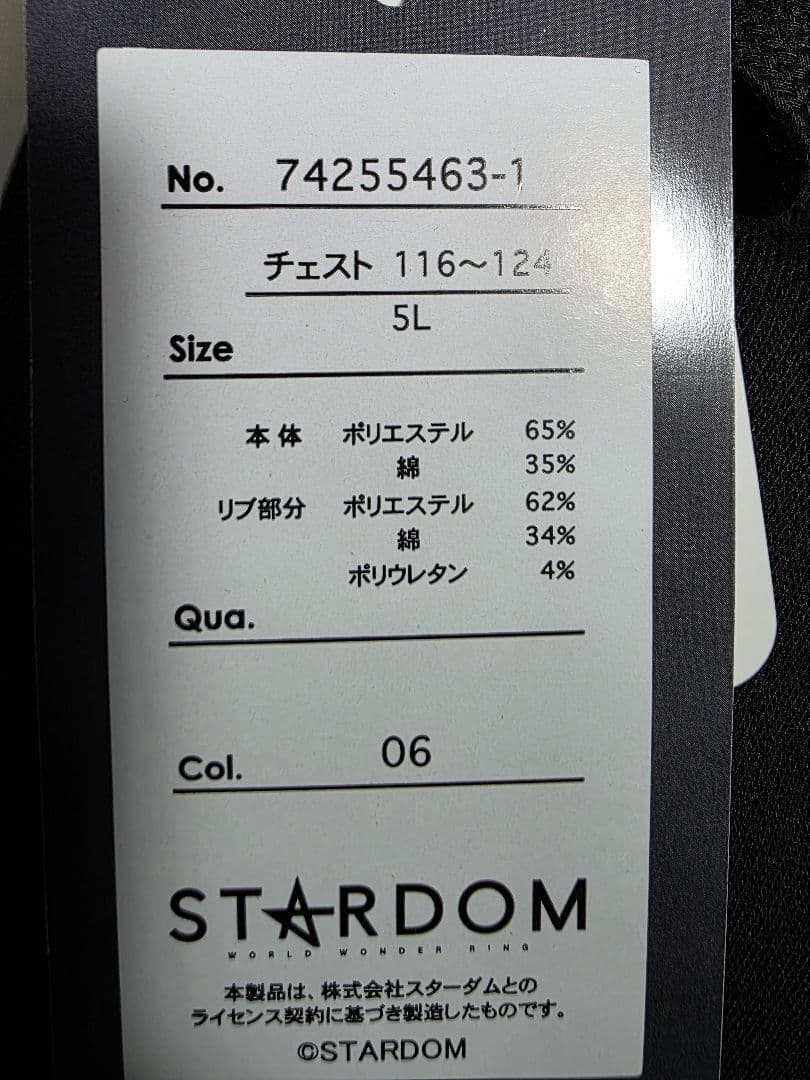 No. 74255463-1
チェスト 116～124
5L
Size
本体 ポリエステル 65%
綿 35%
リブ部分 ポリエステル 62%
綿 34%
ポリウレタン 4%
Qua.
Col. 06
STARDOM
WORLD WONDER RING
本製品は、株式会社スターダムとの
ライセンス契約に基づき製造したものです。
©STARDOM